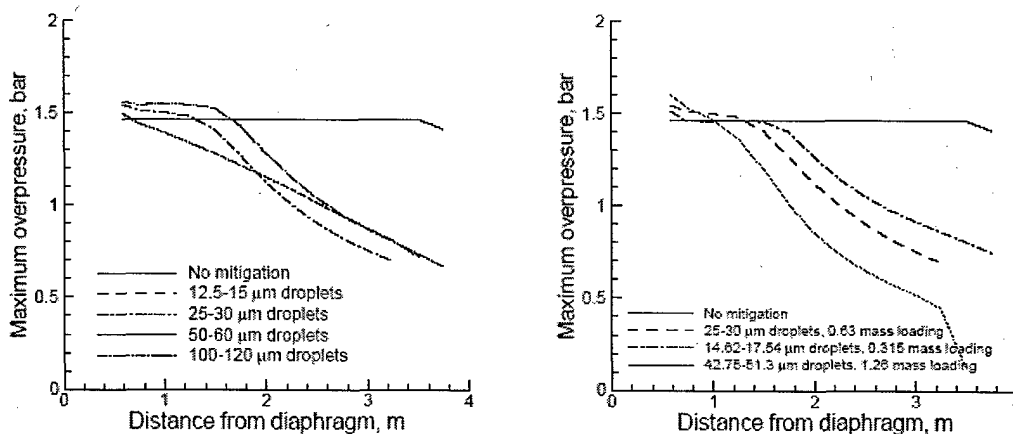 2
1.5
1
0.5
0
Maximum overpressure, bar
No mitigation
12.5-15 µm droplets
25-30 µm droplets
50-60 µm droplets
100-120 µm droplets
0
1
2
3
4
Distance from diaphragm, m
2
1.5
1
0.5
0
Maximum overpressure, bar
No mitigation
25-30 µm droplets, 0.63 mass loading
14.62-17.54 µm droplets, 0.315 mass loading
42.75-51.3 µm droplets, 1.26 mass loading
0
1
2
3
Distance from diaphragm, m